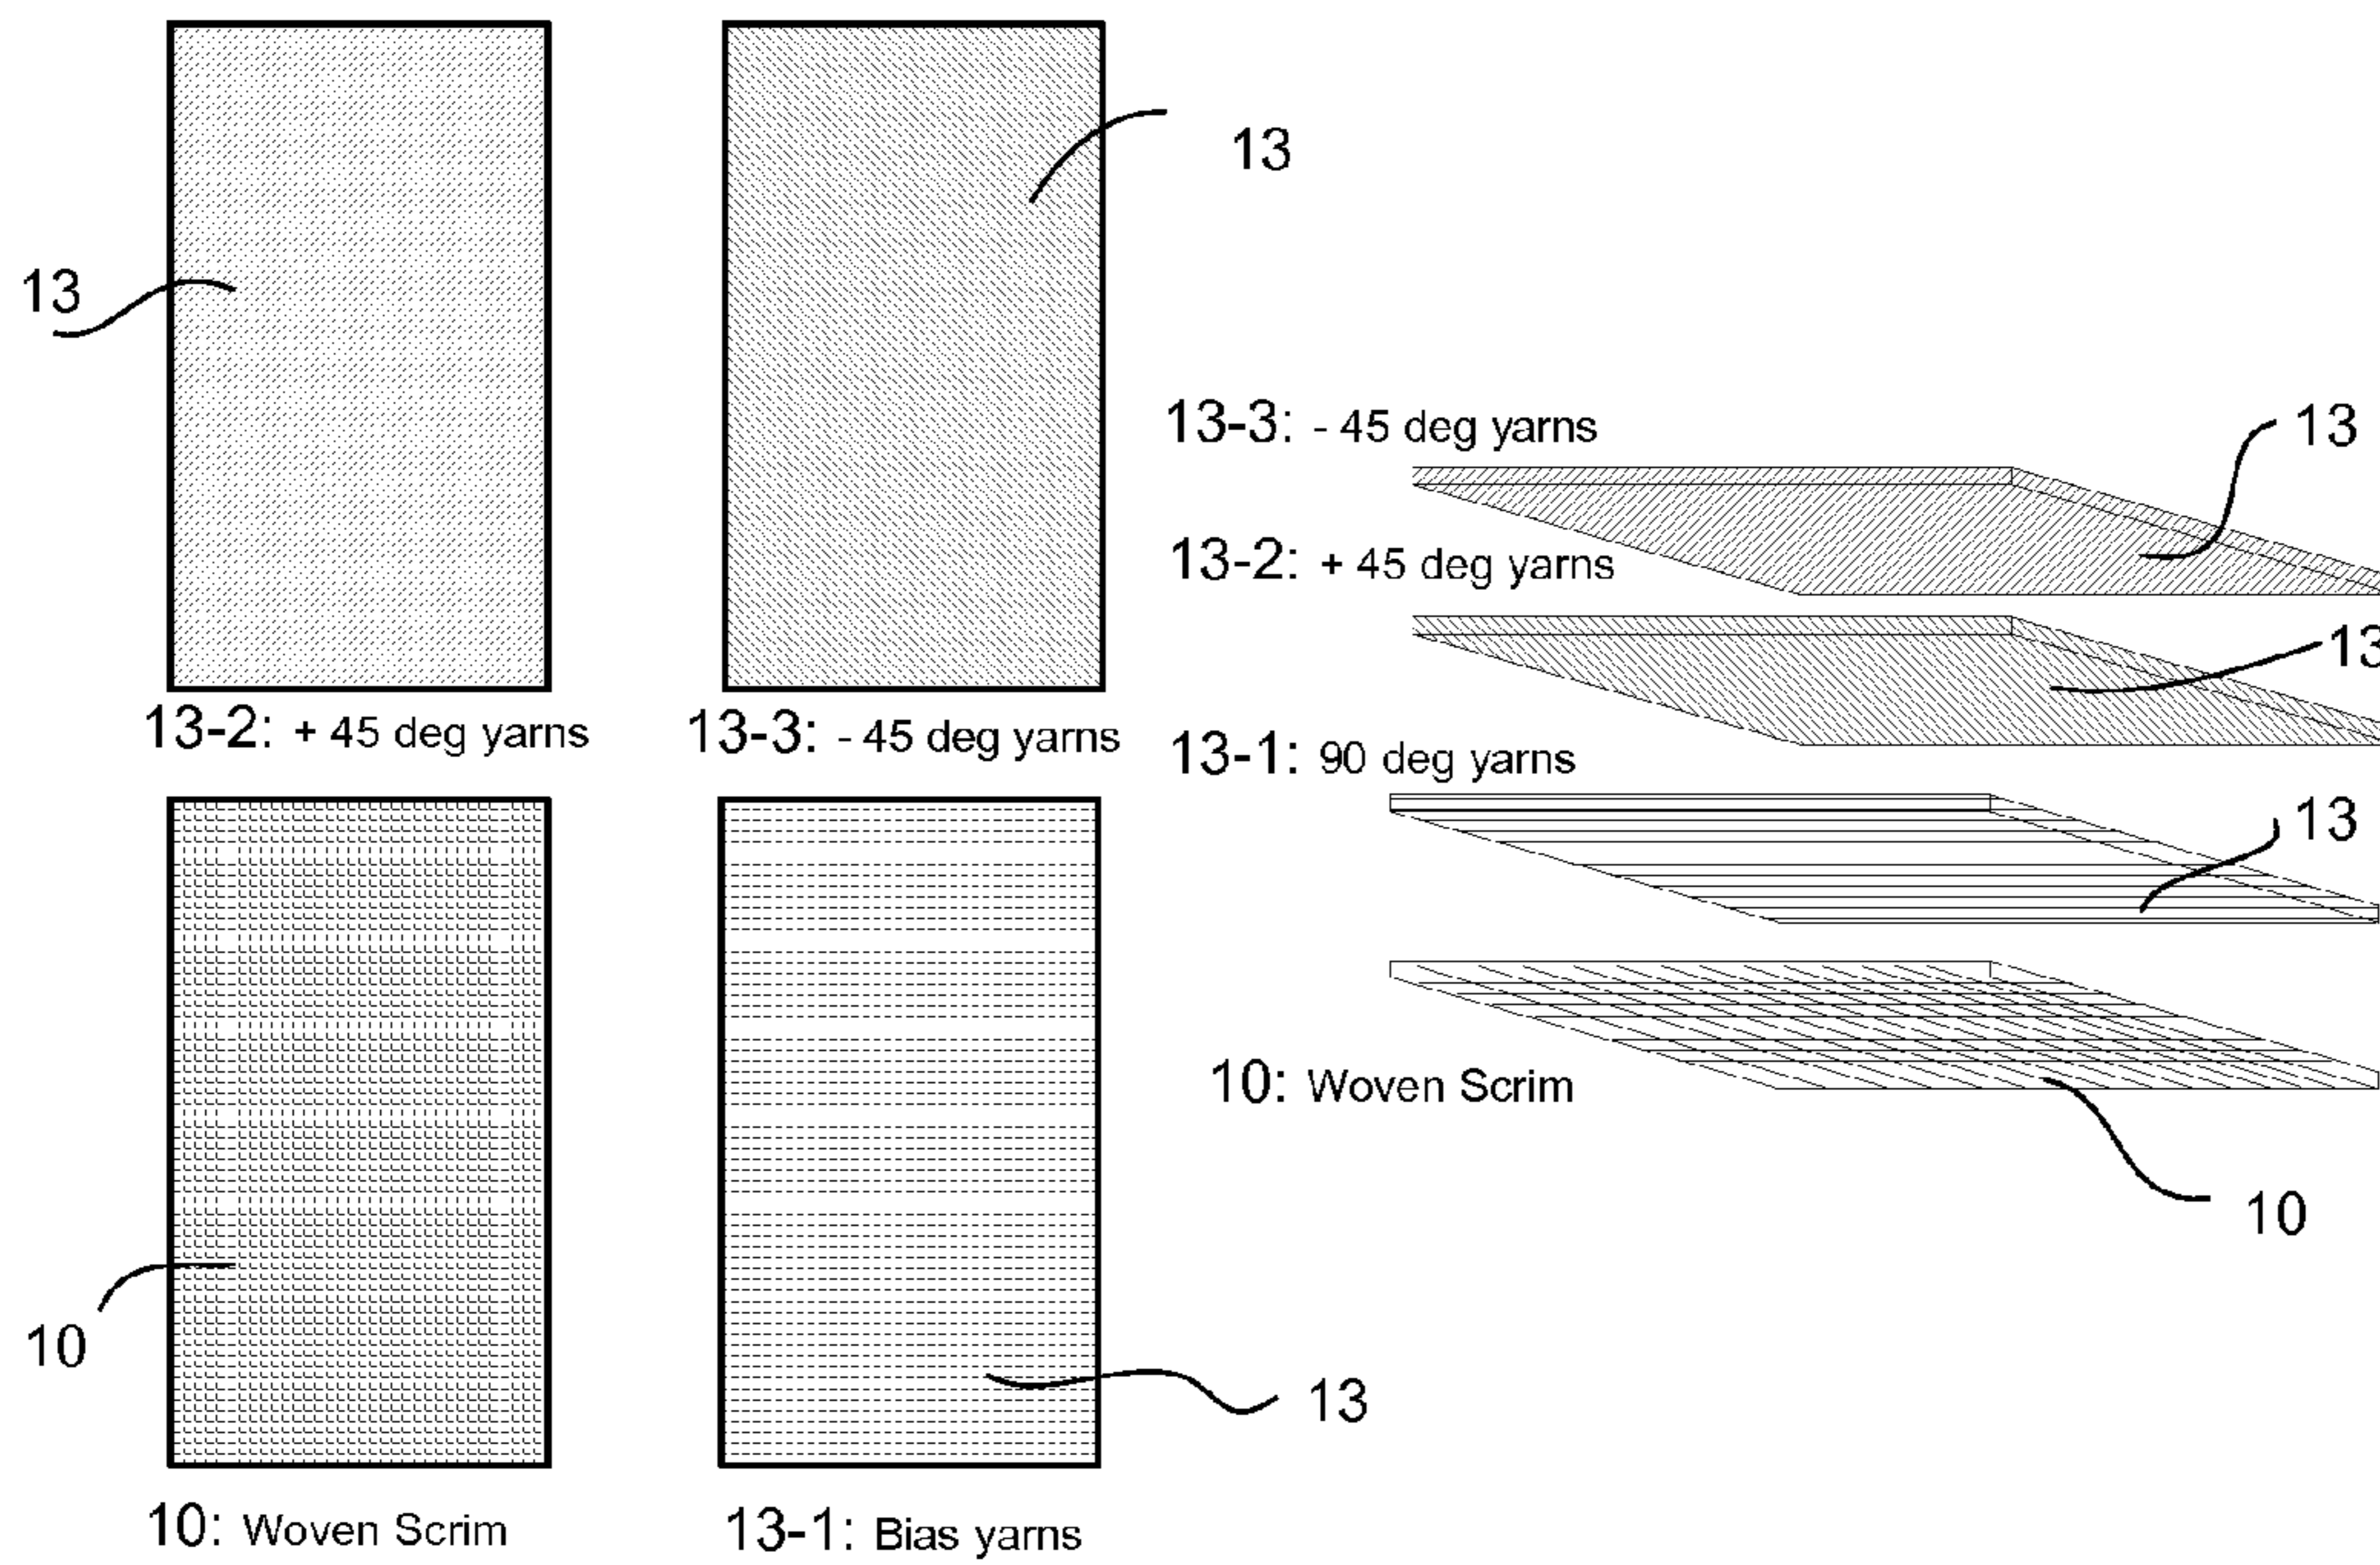 13
13
13-2: + 45 deg yarns
13-3: - 45 deg yarns
10
13
10: Woven Scrim
13-1: Bias yarns
13-3: - 45 deg yarns
13
13-2: + 45 deg yarns
13
13-1: 90 deg yarns
13
10: Woven Scrim
10